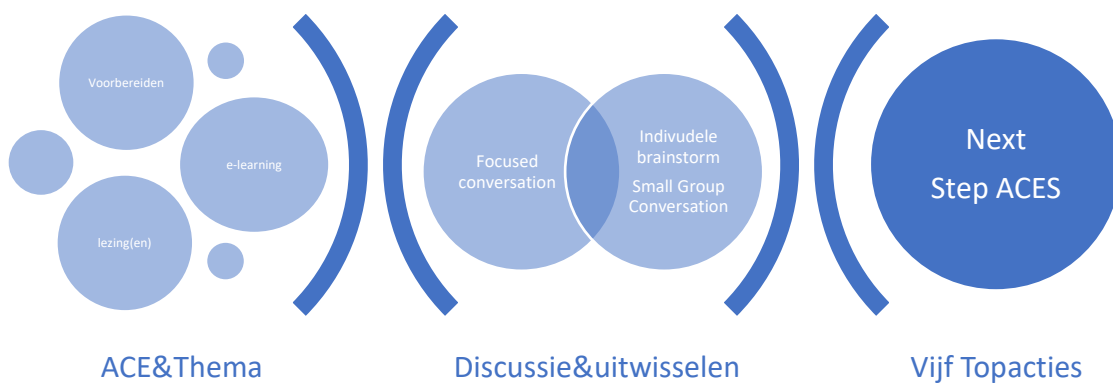 Voorbereiden
e-learning
lezing(en)
ACE&Thema
Focused
conversation
Indivudele
brainstorm
Small Group
Conversation
Discussie&uitwisselen
Next
Step ACES
Vijf Topacties